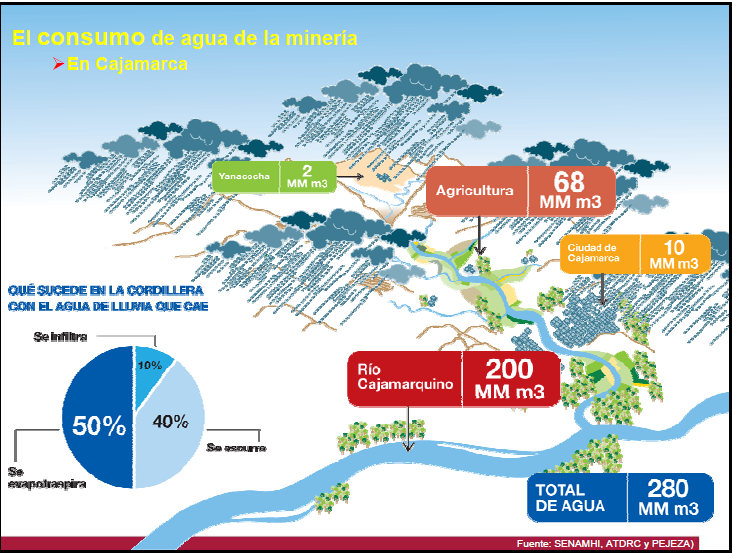 El consumo de agua de la minería
En Cajamarca
Yanacocha
2
MM m3
Agricultura
68
MM m3
Ciudad de
Cajamarca
10
MM m3
QUÉ SUCEDE EN LA CORDILLERA
CON EL AGUA DE LLUVIA QUE CAE
Se infiltra
10%
50%
40%
Se escurre
Se
evapotraspira
Río
Cajamarquino
200
MM m3
TOTAL
DE AGUA
280
MM m3
Fuente: SENAMHI, ATDRC y PEJEZA)